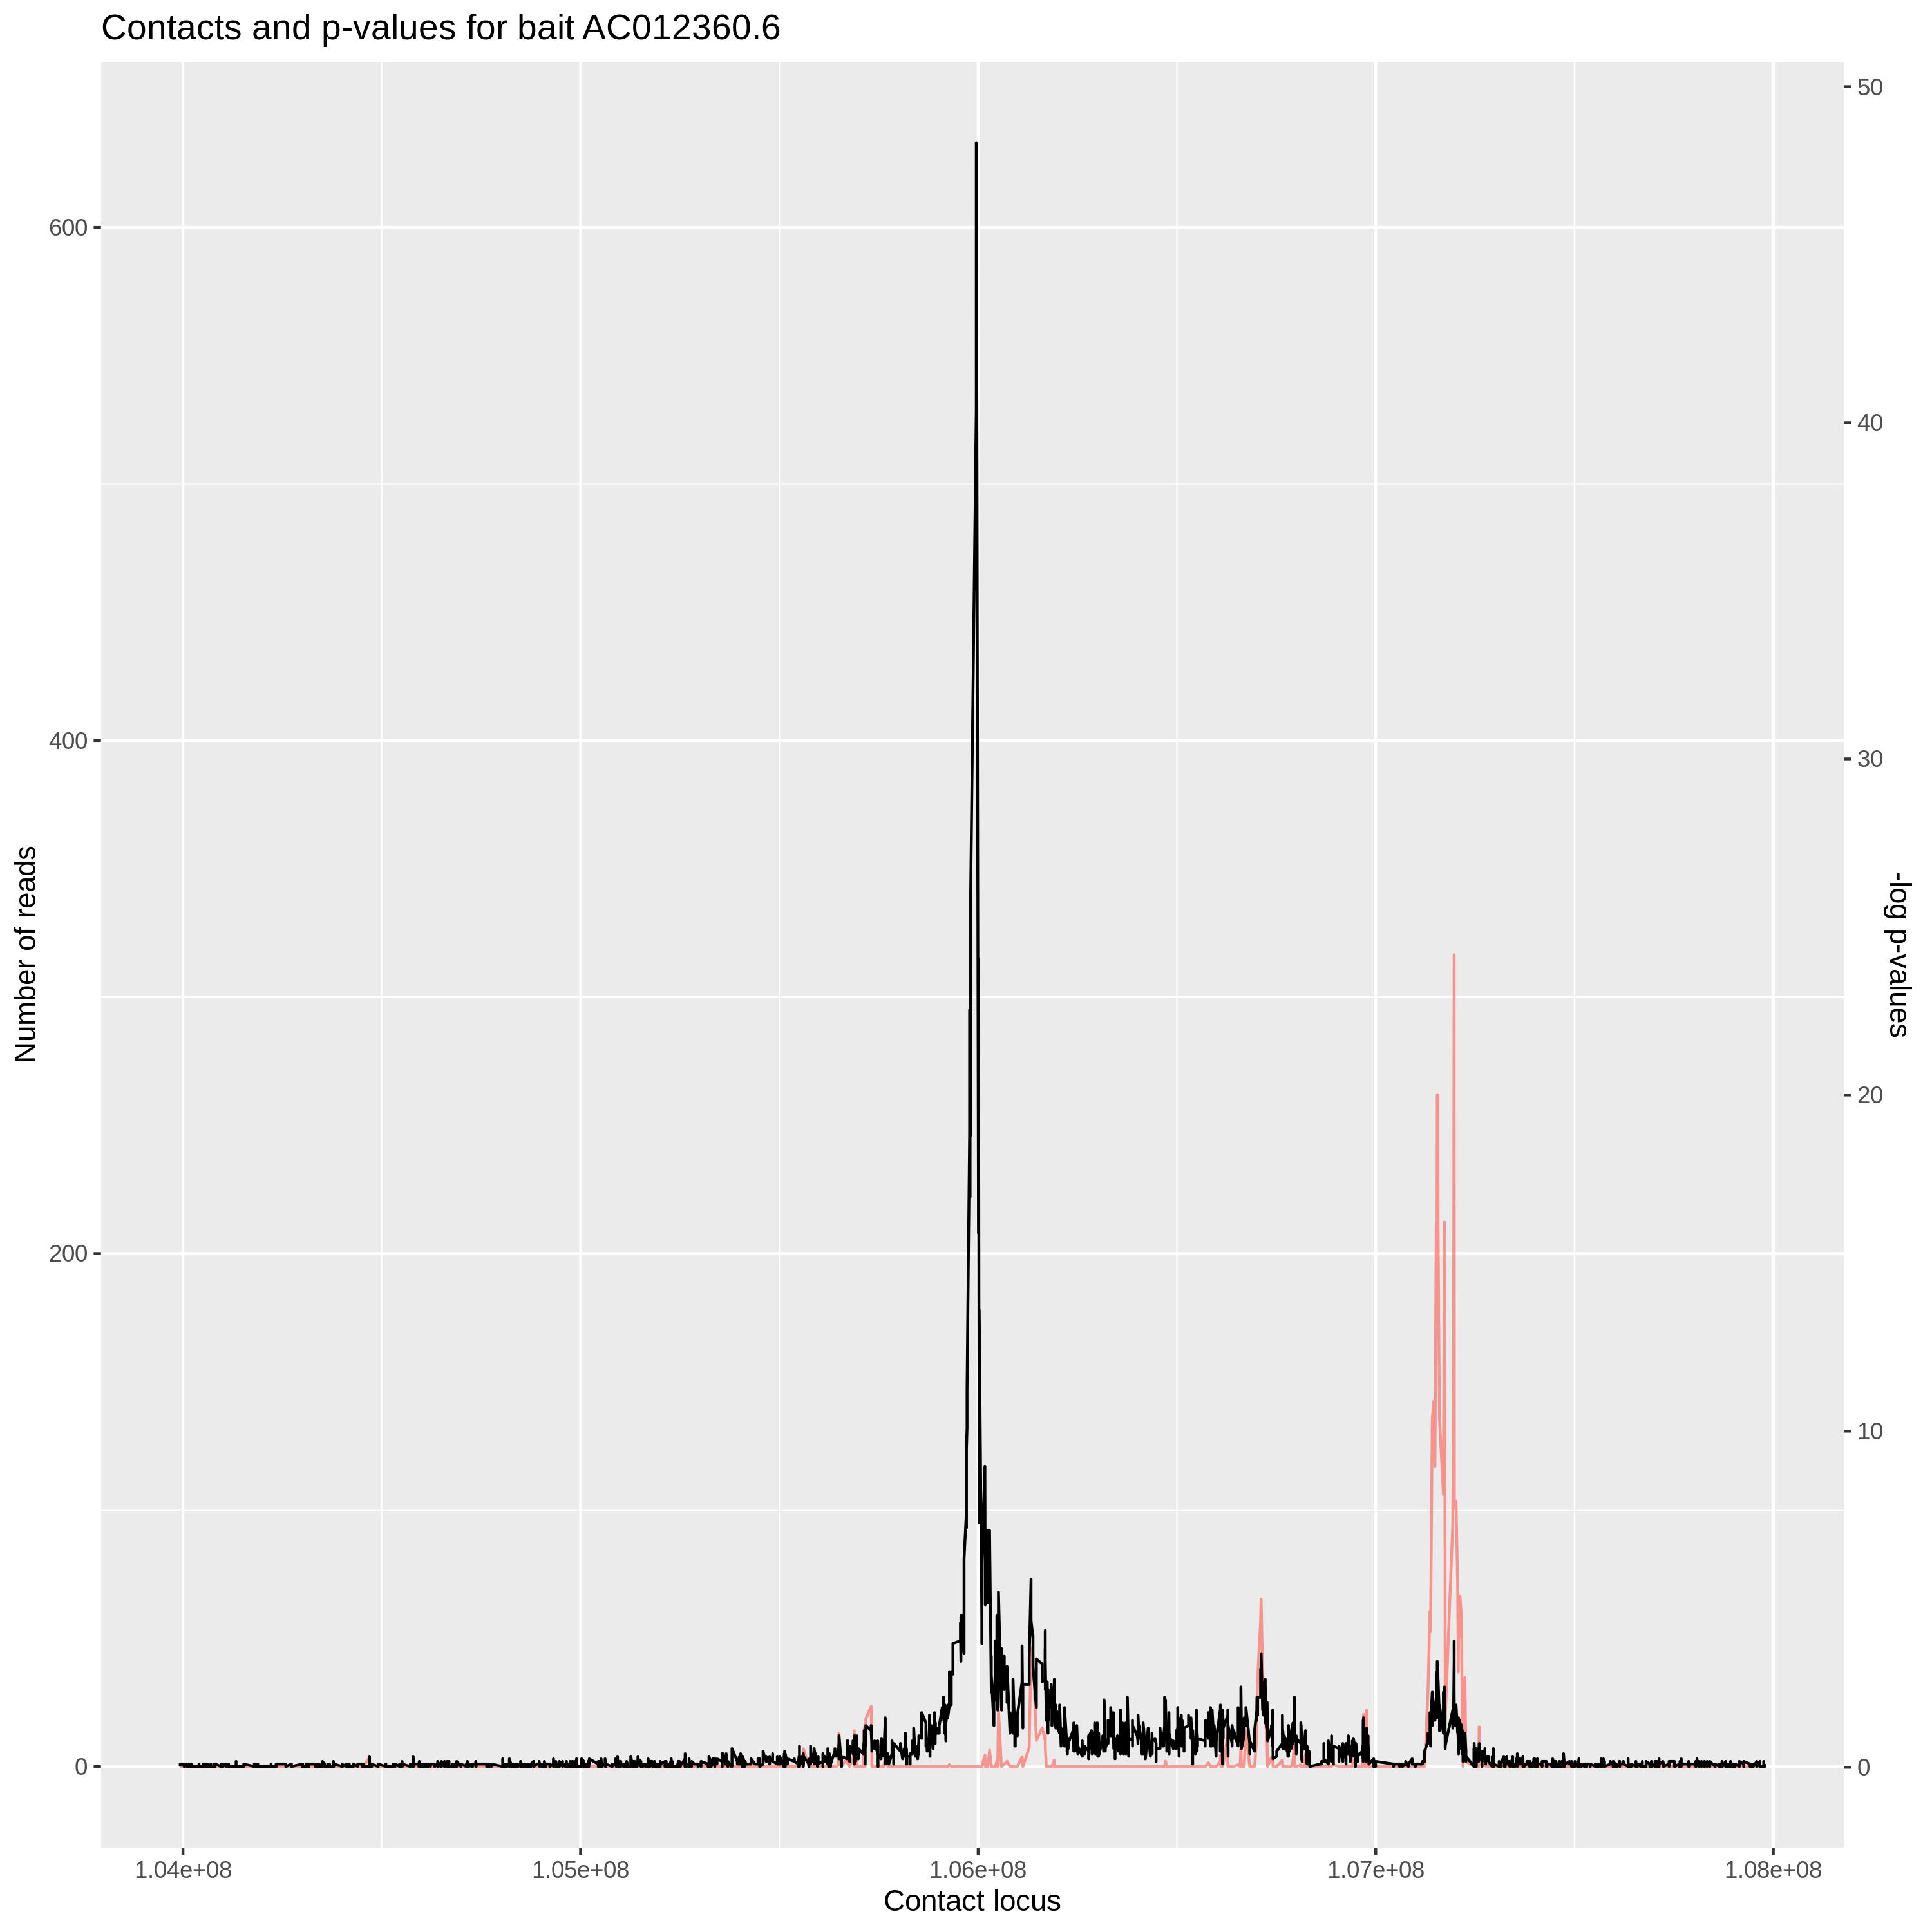 Contacts and p-values for bait AC012360.6
600
400
200
0
Number of reads
50
40
30
20
10
0
-log p-values
1.04e+08 1.05e+08 1.06e+08 1.07e+08 1.08e+08
Contact locus